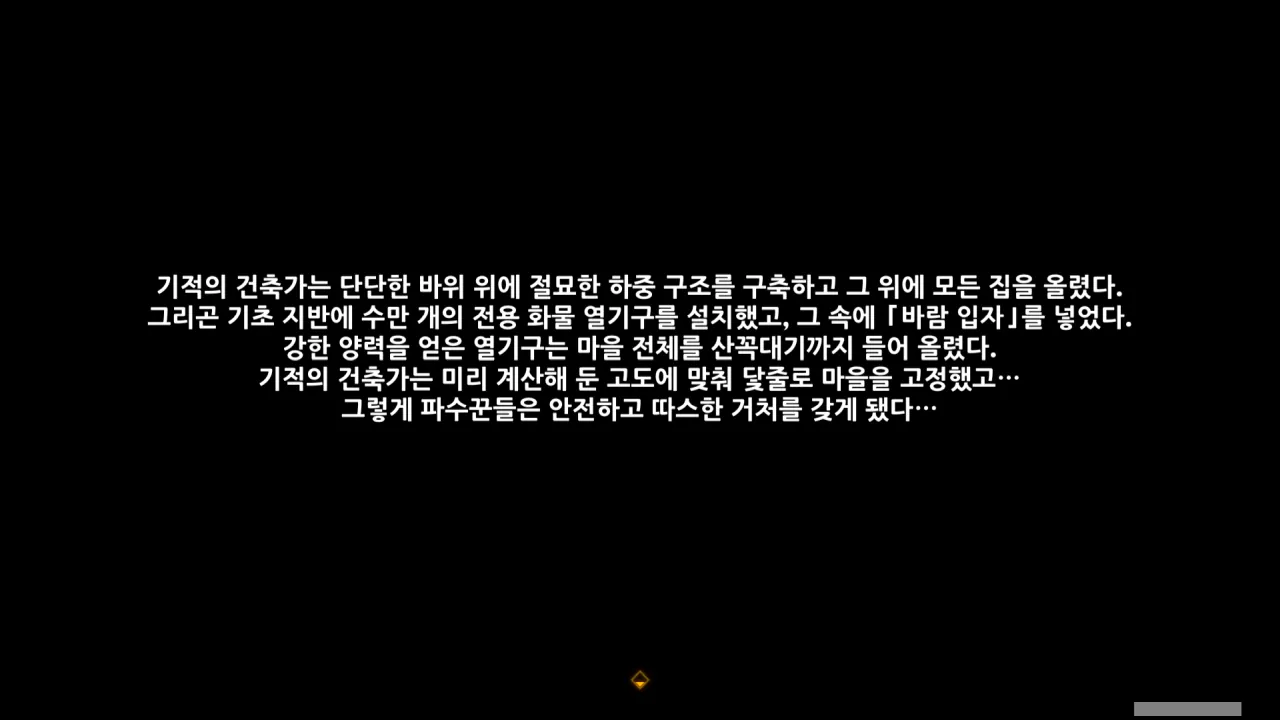 기적의 건축가는 단단한 바위 위에 절묘한 하중 구조를 구축하고 그 위에 모든 집을 올렸다.
그리곤 기초 지반에 수만 개의 전용 화물 열기구를 설치했고, 그 속에 「바람 입자」를 넣었다.
강한 양력을 얻은 열기구는 마을 전체를 산꼭대기까지 들어 올렸다.
기적의 건축가는 미리 계산해 둔 고도에 맞춰 닻줄로 마을을 고정했고…
그렇게 파수꾼들은 안전하고 따스한 거처를 갖게 됐다…